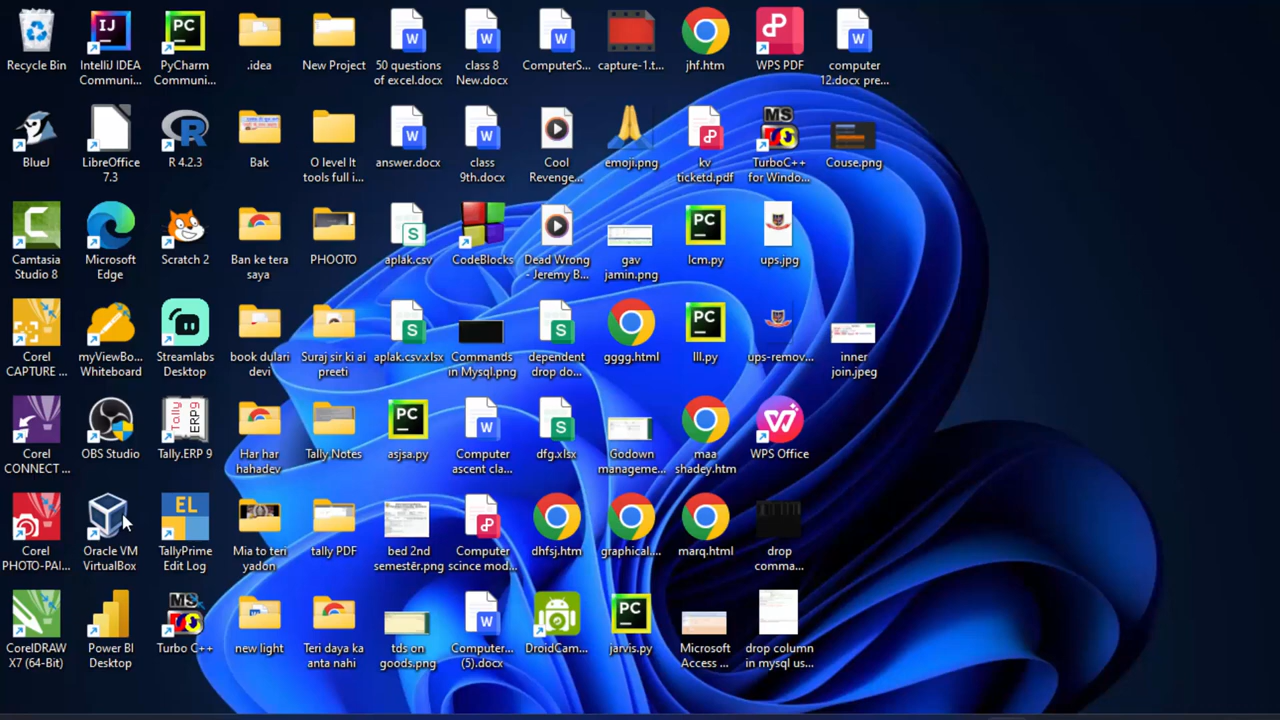 Recycle Bin
IntelliJ IDEA
Communi...
PyCharm
Communi...
.idea
New Project
50 questions
of excel.docx
class 8
New.docx
ComputerS...
capture-1.t...
jhf.htm
WPS PDF
computer
12.docx pre...
BlueJ
LibreOffice
7.3
R 4.2.3
Bak
O level It
tools full i...
answer.docx
class
9th.docx
Cool
Revenge...
emoji.png
kv
ticketd.pdf
TurboC++
for Windo...
Couse.png
Camtasia
Studio 8
Microsoft
Edge
Scratch 2
Ban ke tera
saya
PHOOTO
aplak.csv
CodeBlocks
Dead Wrong
- Jeremy B...
gav
jamin.png
lcm.py
ups.jpg
Corel
CAPTURE ...
myViewBo...
Whiteboard
Streamlabs
Desktop
book dulari
devi
Suraj sir ki ai
preeti
aplak.csv.xlsx
Commands
in Mysql.png
dependent
drop do...
gggg.html
lll.py
ups-remov...
inner
join.jpeg
Corel
CONNECT ...
OBS Studio
Tally.ERP 9
Har har
hahadev
Tally Notes
asjsa.py
Computer
ascent cla...
dfg.xlsx
Godown
manageme...
maa
shadey.htm
WPS Office
Corel
PHOTO-PAI...
Oracle VM
VirtualBox
TallyPrime
Edit Log
Mia to teri
yadon
tally PDF
bed 2nd
semester.png
Computer
scince mod...
dhfsj.htm
graphical....
marq.html
drop
comma...
CorelDRAW
X7 (64-Bit)
Power BI
Desktop
Turbo C++
new light
Teri daya ka
anta nahi
tds on
goods.png
Computer...
(5).docx
DroidCam...
jarvis.py
Microsoft
Access ...
drop column
in mysql us...